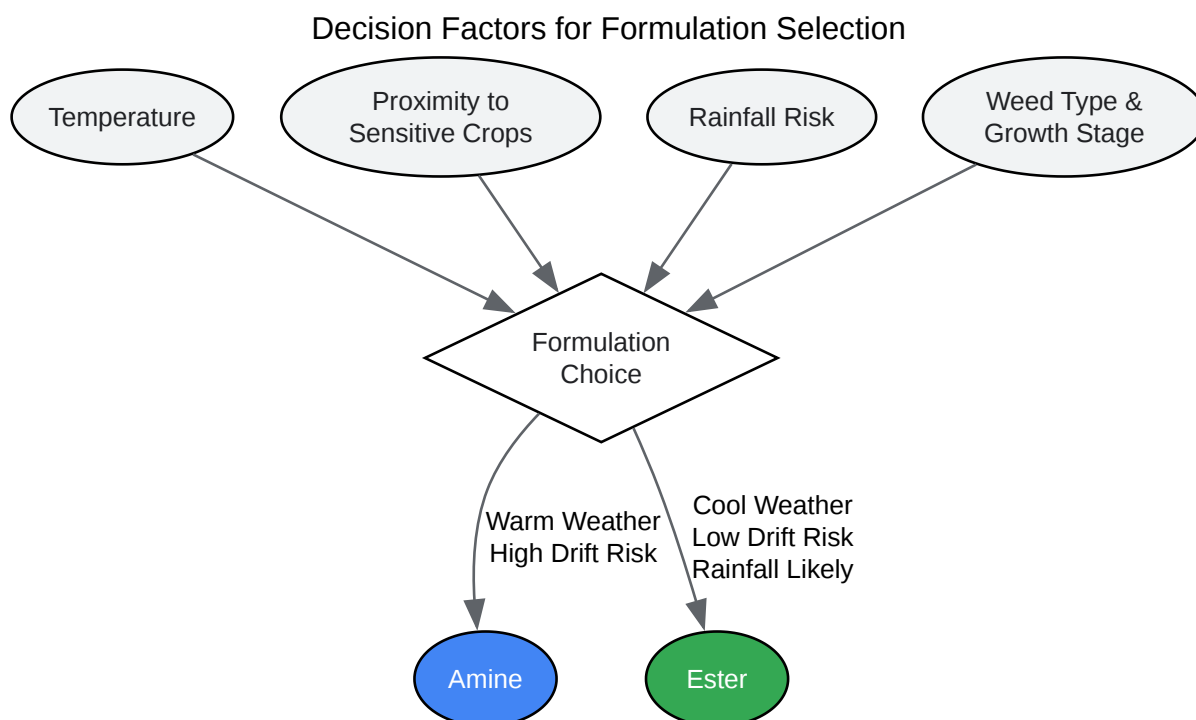 Decision Factors for Formulation Selection
Temperature
Proximity to
Sensitive Crops
Rainfall Risk
Weed Type &
Growth Stage
Formulation
Choice
Warm Weather
High Drift Risk
Cool Weather
Low Drift Risk
Rainfall Likely
Amine
Ester